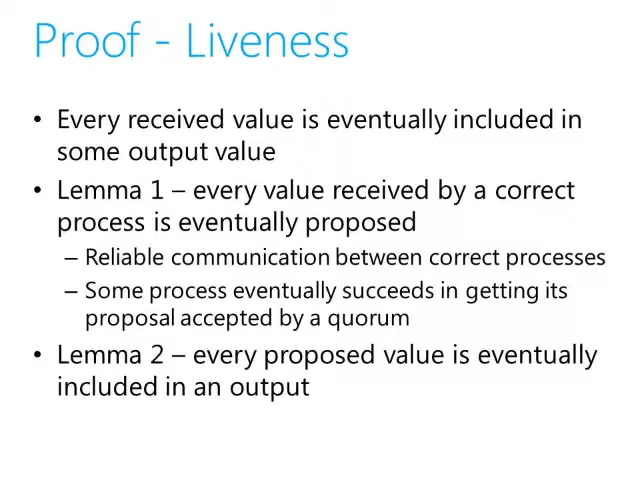 Proof - Liveness
• Every received value is eventually included in
some output value
• Lemma 1 – every value received by a correct
process is eventually proposed
– Reliable communication between correct processes
– Some process eventually succeeds in getting its
proposal accepted by a quorum
• Lemma 2 – every proposed value is eventually
included in an output